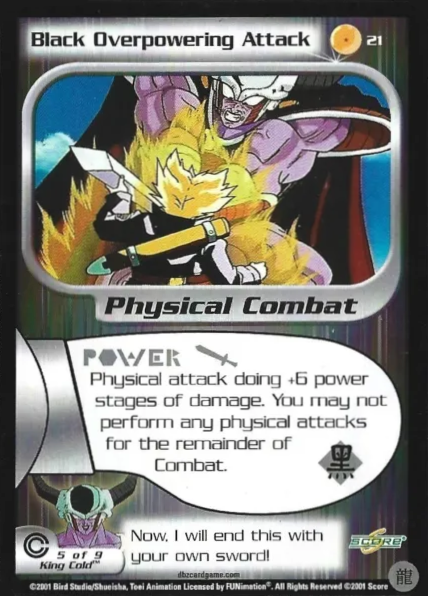 Black Overpowering Attack
21
Physical Combat
POWER
Physical attack doing +6 power
stages of damage. You may not
perform any physical attacks
for the remainder of
Combat.
黑
Now, I will end this with
your own sword!
C
5 of 9
King Cold™
SCORE
龍
dbzcardgame.com
©2001 Bird Studio/Shueisha, Toei Animation Licensed by FUNimation®. All Rights Reserved ©2001 Score